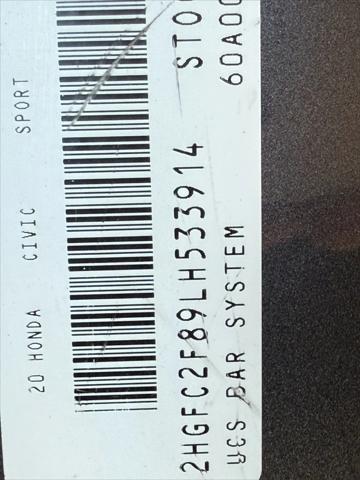 20 HONDA CIVIC SPORT
2HGFC2F89LH533914 STO
UCS BAR SYSTEM 60A00